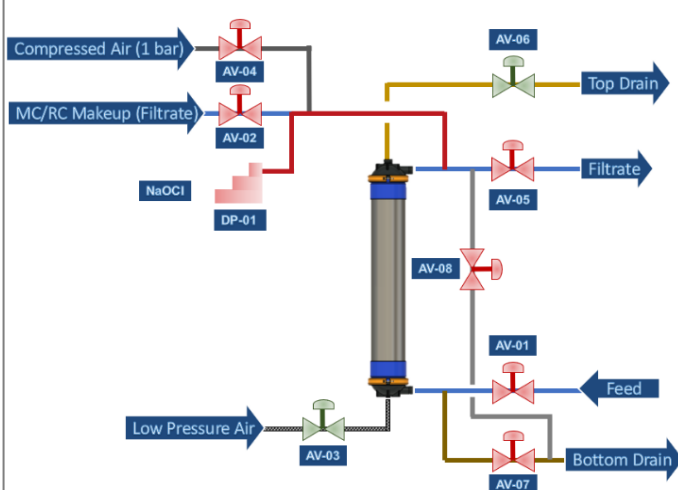 AV-06
Compressed Air (1 bar)
AV-04
Top Drain
MC/RC Makeup (Filtrate)
AV-02
Filtrate
NaOCl
AV-05
DP-01
AV-08
AV-01
Feed
Low Pressure Air
AV-03
Bottom Drain
AV-07